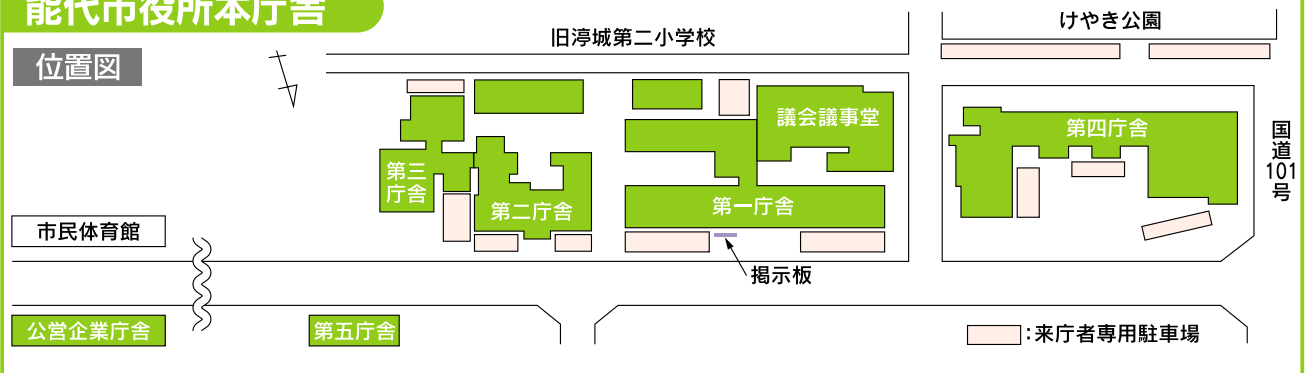 能代市役所本庁舎
位置図
旧渟城第二小学校
けやき公園
議会議事堂
第四庁舎
国道101号
第三
庁舎
第二庁舎
第一庁舎
市民体育館
掲示板
公営企業庁舎
第五庁舎
:来庁者専用駐車場